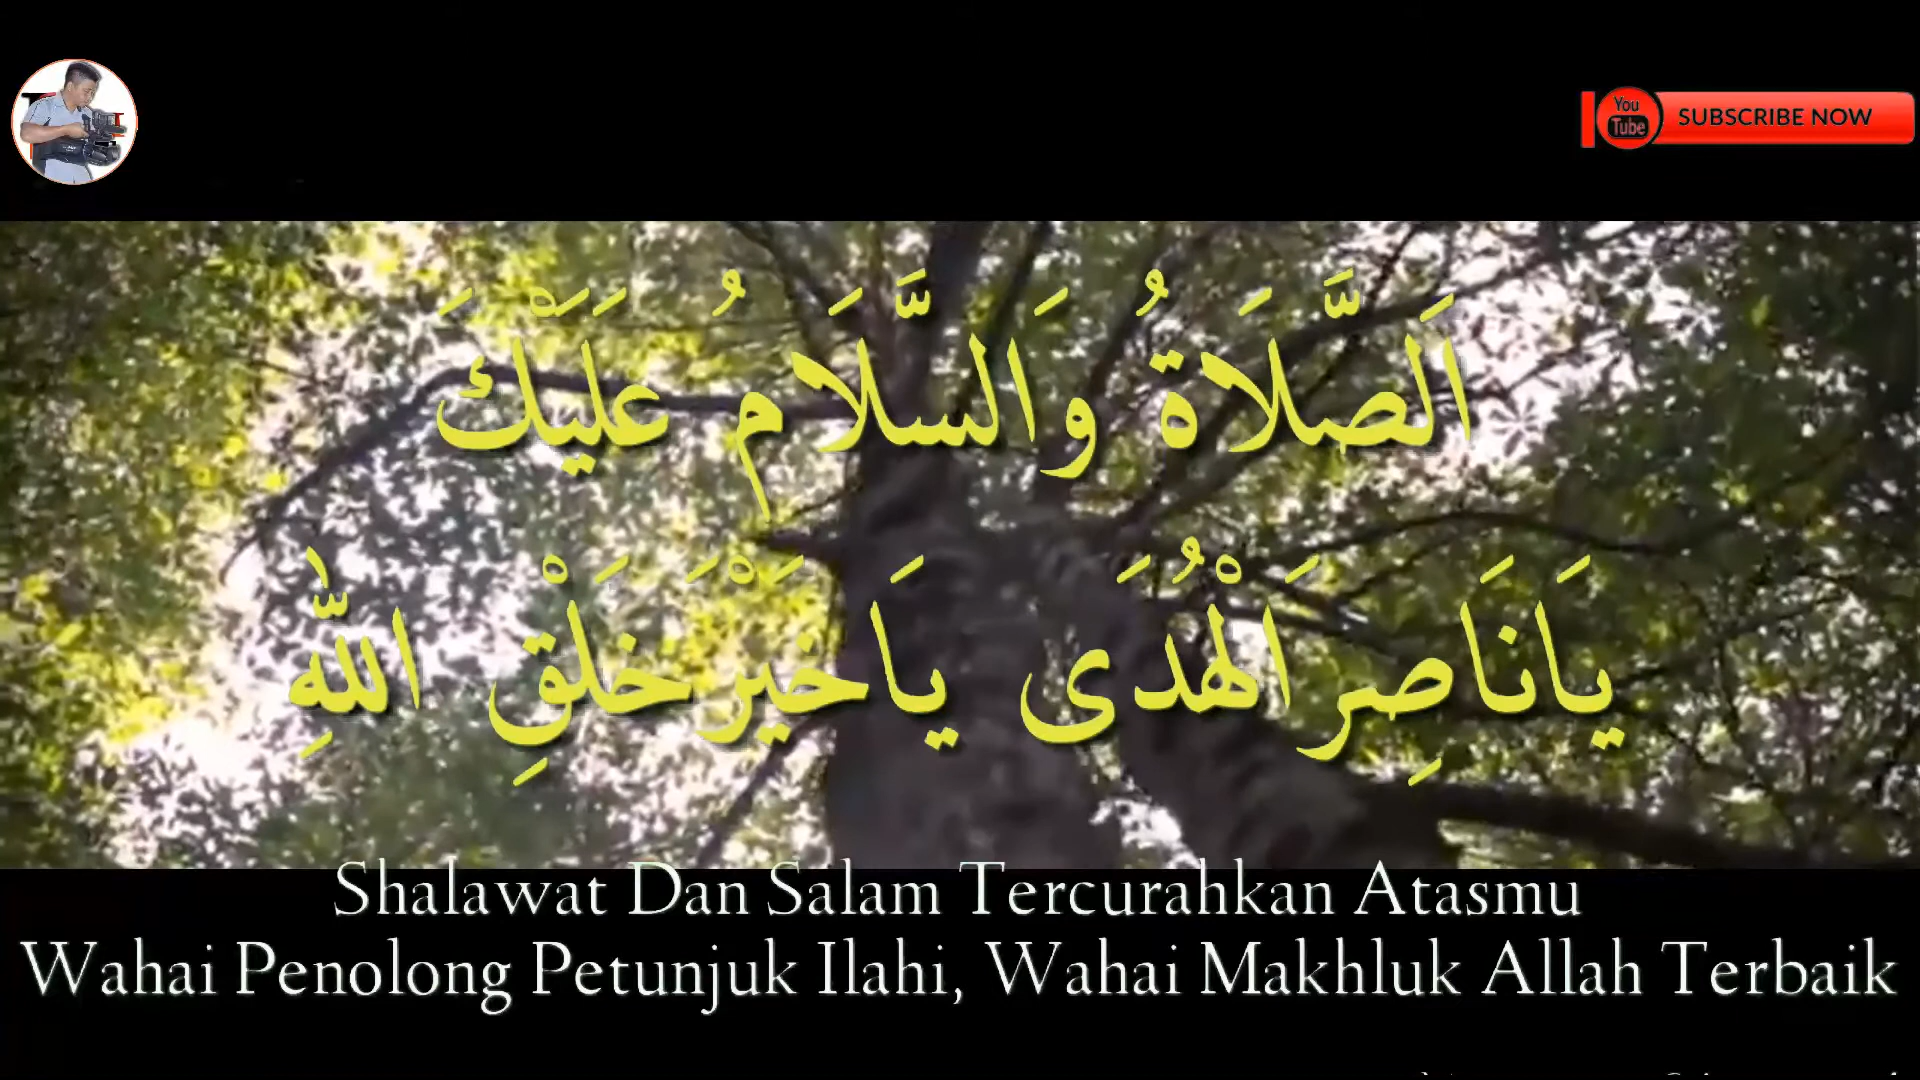 You
Tube
SUBSCRIBE NOW
اَلصَّلَاةُ وَالسَّلَامُ عَلَيْكَ
يَانَاصِرَالْهُدَى يَاخَيْرَخَلْقِ اللّٰهِ
Shalawat Dan Salam Tercurahkan Atasmu
Wahai Penolong Petunjuk Ilahi, Wahai Makhluk Allah Terbaik